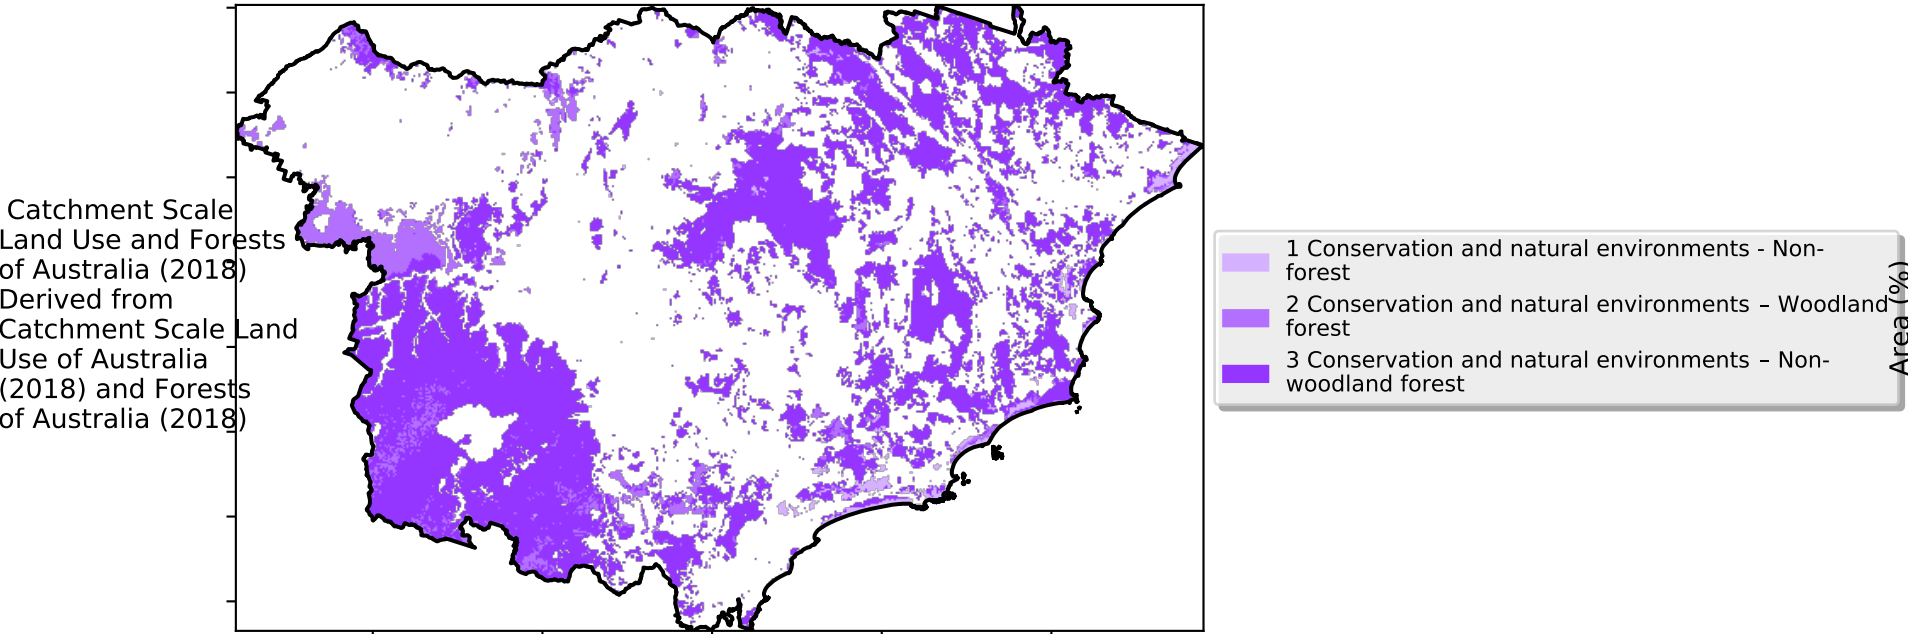 Catchment Scale
Land Use and Forests
of Australia (2018)
Derived from
Catchment Scale Land
Use of Australia
(2018) and Forests
of Australia (2018)
1 Conservation and natural environments - Non-
forest
2 Conservation and natural environments – Woodland
forest
3 Conservation and natural environments – Non-
woodland forest
Area (%)